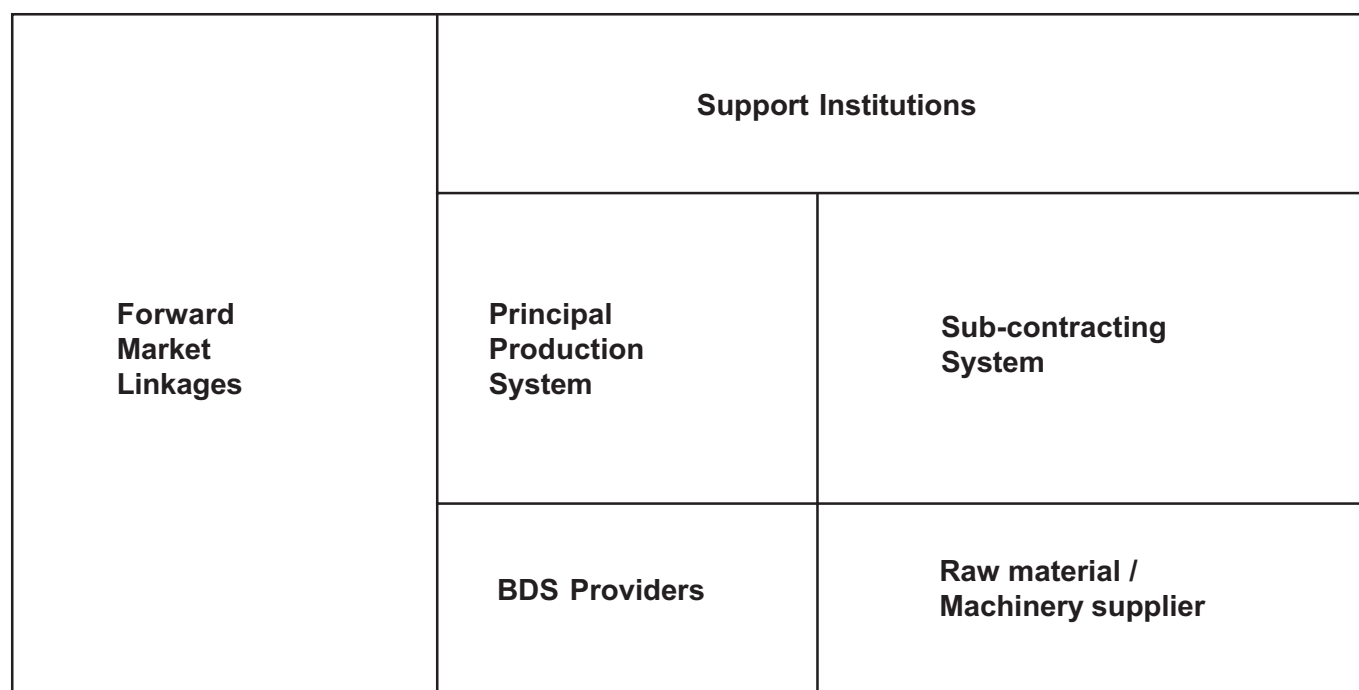 Support Institutions
Forward
Market
Linkages
Principal
Production
System
Sub-contracting
System
BDS Providers
Raw material /
Machinery supplier